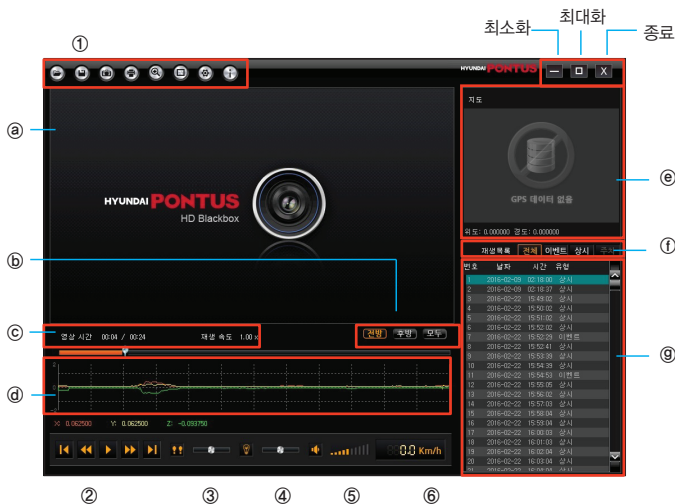 최소화
최대화
종료
①
HYUNDAI PONTUS
X
ⓐ
HYUNDAI PONTUS
HD Blackbox
지도
GPS 데이터 없음
위도: 0.000000 경도: 0.000000
ⓔ
ⓑ
재생목록 전체 이벤트 상시 주차
ⓕ
번호 날짜 시간 유형
1 2016-02-09 02:18:00 상시
2 2016-02-09 02:18:37 상시
3 2016-02-22 15:49:02 상시
4 2016-02-22 15:50:02 상시
5 2016-02-22 15:51:02 상시
6 2016-02-22 15:52:02 상시
7 2016-02-22 15:52:29 이벤트
8 2016-02-22 15:52:41 상시
9 2016-02-22 15:53:39 상시
10 2016-02-22 15:54:39 상시
11 2016-02-22 15:54:53 이벤트
12 2016-02-22 15:55:05 상시
13 2016-02-22 15:56:02 상시
14 2016-02-22 15:57:03 상시
15 2016-02-22 15:58:04 상시
16 2016-02-22 15:59:04 상시
17 2016-02-22 16:00:03 상시
18 2016-02-22 16:01:03 상시
19 2016-02-22 16:02:04 상시
20 2016-02-22 16:03:04 상시
ⓖ
ⓒ
영상 시간 00:04 / 00:24 재생 속도 1.00 x
전방 후방 모두
ⓓ
2
0
-2
X: 0.062500 Y: 0.062500 Z: -0.093750
0.0 Km/h
② ③ ④ ⑤ ⑥